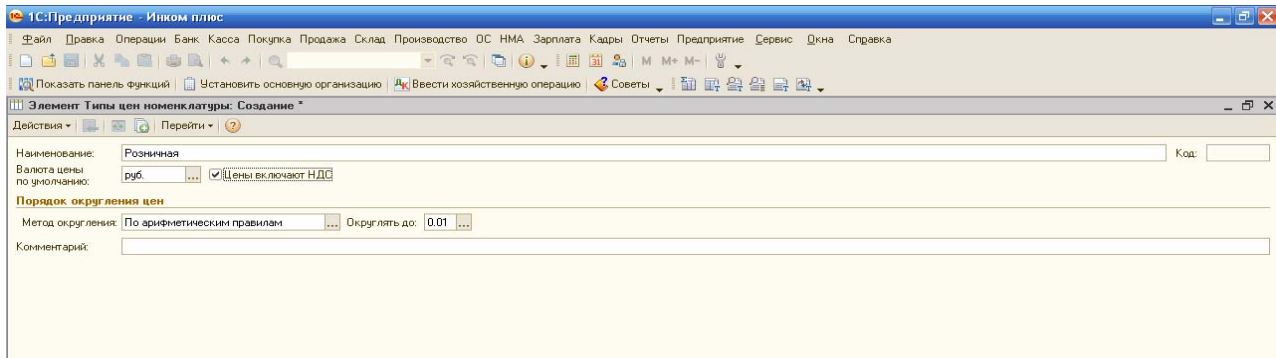 1С:Предприятие - Инком плюс
Файл Правка Операции Банк Касса Покупка Продажа Склад Производство ОС НМА Зарплата Кадры Отчеты Предприятие Сервис Окна Справка
M M+ M-
Показать панель функций Установить основную организацию Ввести хозяйственную операцию Советы
Элемент Типы цен номенклатуры: Создание *
Действия Перейти
Наименование: Розничная Код:
Валюта цены по умолчанию: руб. ... Цены включают НДС
Порядок округления цен
Метод округления: По арифметическим правилам ... Округлять до: 0.01 ...
Комментарий: